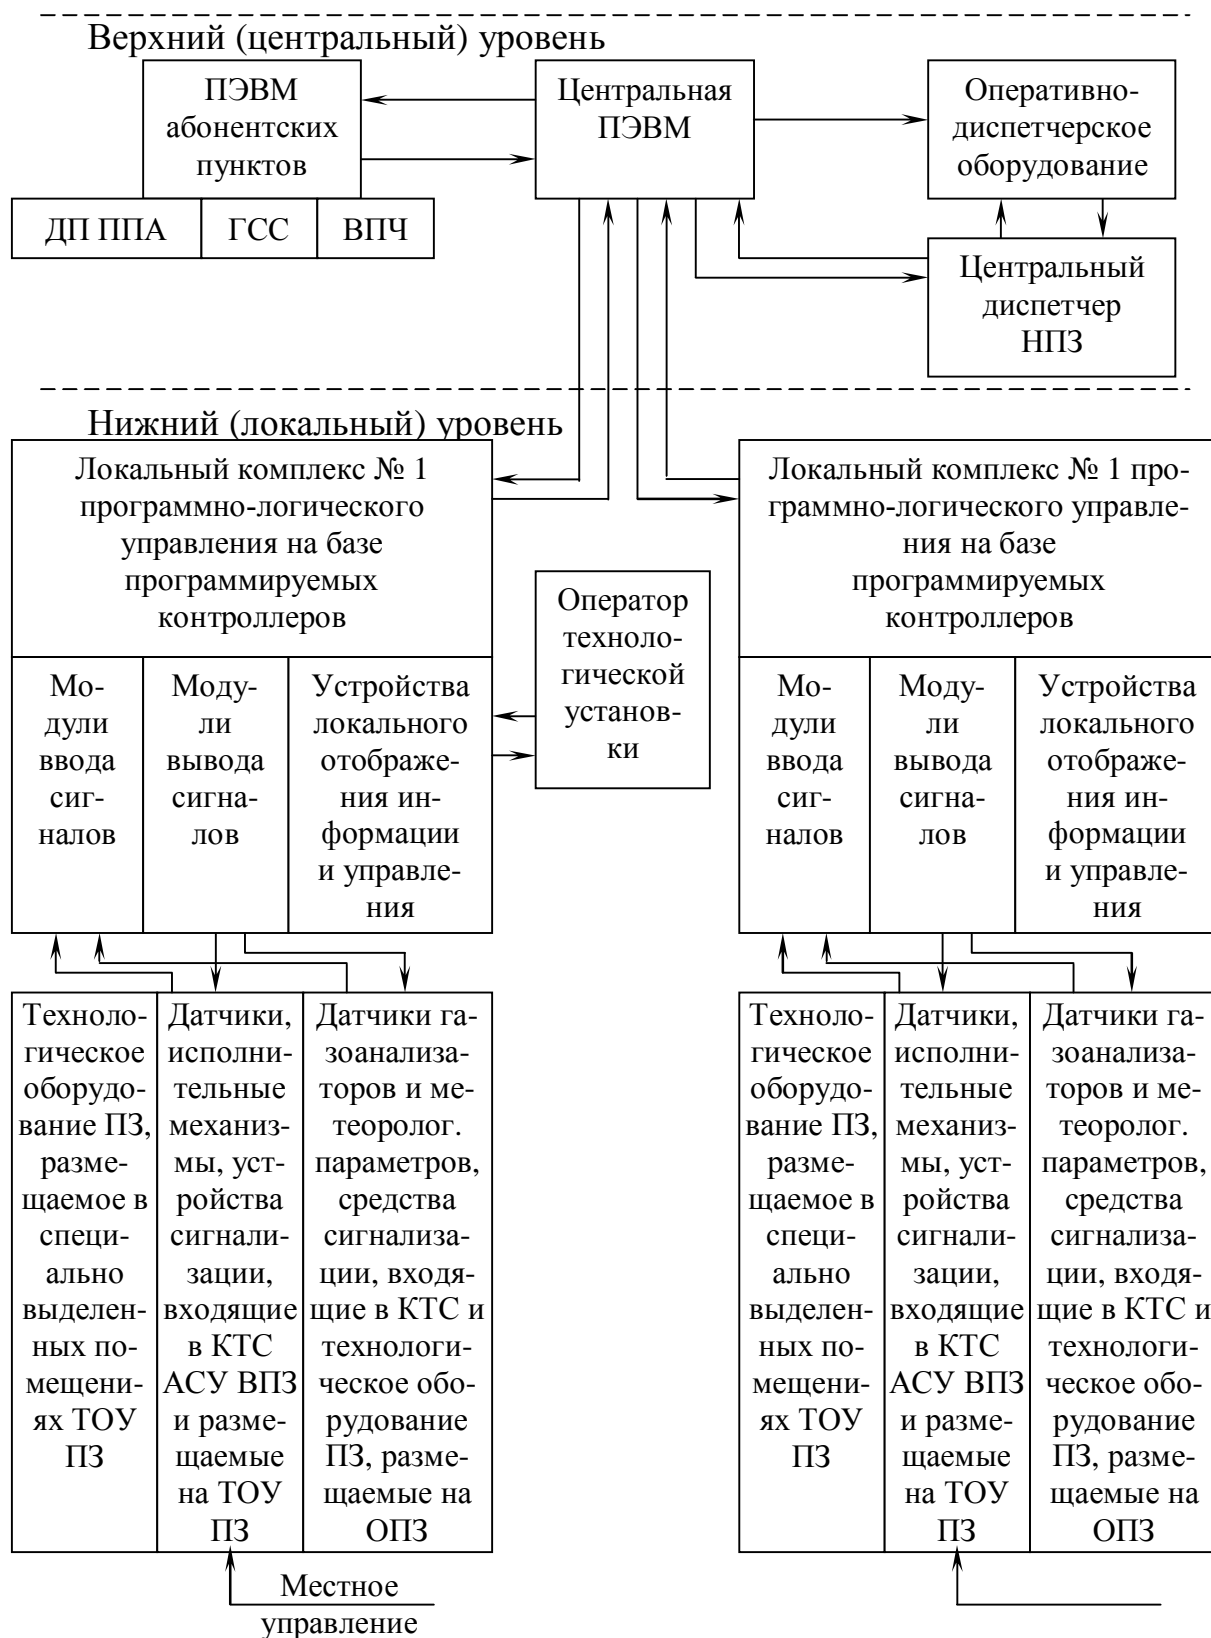 Верхний (центральный) уровень
ПЭВМ
абонентских
пунктов
ДП ППА
ГСС
ВПЧ
Центральная
ПЭВМ
Оперативно-
диспетчерское
оборудование
Центральный
диспетчер
НПЗ
Нижний (локальный) уровень
Локальный комплекс № 1
программно-логического
управления на базе
программируемых
контроллеров
Мо-
дули
ввода
сиг-
налов
Моду-
ли
вывода
сигна-
лов
Устройства
локального
отображе-
ния ин-
формации
и управле-
ния
Оператор
техноло-
гической
установ-
ки
Локальный комплекс № 1 про-
граммно-логического управле-
ния на базе
программируемых
контроллеров
Мо-
дули
ввода
сиг-
налов
Моду-
ли
вывода
сигна-
лов
Устройства
локального
отображе-
ния ин-
формации
и управле-
ния
Техноло-
гическое
оборудо-
вание ПЗ,
разме-
щаемое в
специ-
ально
выделен-
ных по-
мещени-
ях ТОУ
ПЗ
Датчики,
исполни-
тельные
механиз-
мы, уст-
ройства
сигнали-
зации,
входящие
в КТС
АСУ ВПЗ
и разме-
щаемые
на ТОУ
ПЗ
Датчики га-
зоанализа-
торов и ме-
теоролог.
параметров,
средства
сигнализа-
ции, входя-
щие в КТС и
технологи-
ческое обо-
рудование
ПЗ, разме-
щаемые на
ОПЗ
Местное
управление
Техноло-
гическое
оборудо-
вание ПЗ,
разме-
щаемое в
специ-
ально
выделен-
ных по-
мещени-
ях ТОУ
ПЗ
Датчики,
исполни-
тельные
механиз-
мы, уст-
ройства
сигнали-
зации,
входящие
в КТС
АСУ ВПЗ
и разме-
щаемые
на ТОУ
ПЗ
Датчики га-
зоанализа-
торов и ме-
теоролог.
параметров,
средства
сигнализа-
ции, входя-
щие в КТС и
технологи-
ческое обо-
рудование
ПЗ, разме-
щаемые на
ОПЗ